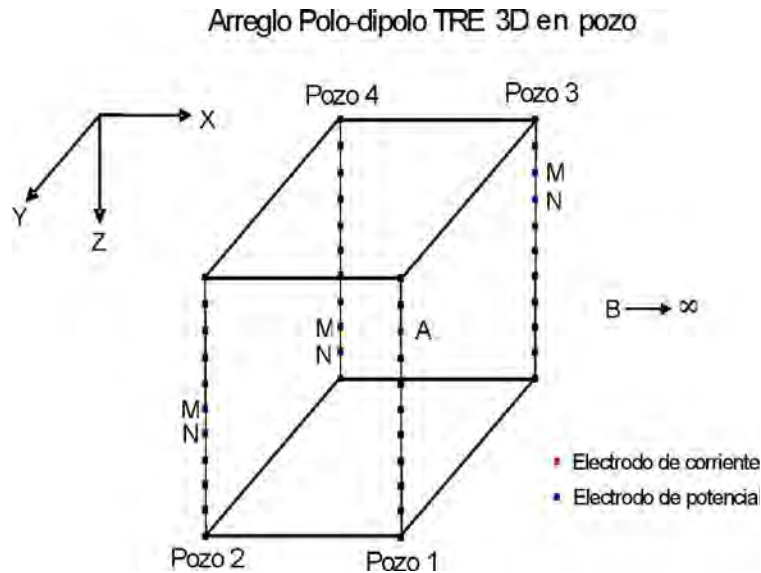 Arreglo Polo-dipolo TRE 3D en pozo
Pozo 4
Pozo 3
X
Y
Z
M
N
B
∞
M
N
A
M
N
Electrodo de corriente
Electrodo de potencial
Pozo 2
Pozo 1